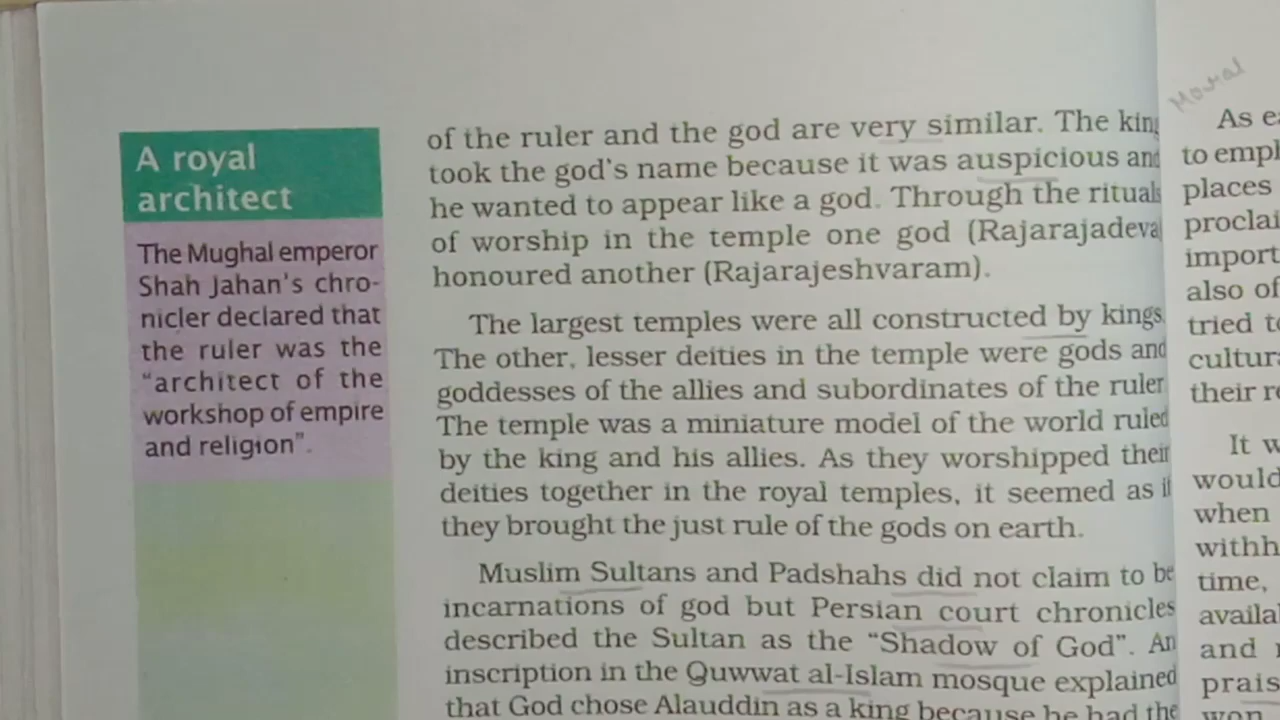 A royal
architect
The Mughal emperor
Shah Jahan's chro-
nicler declared that
the ruler was the
"architect of the
workshop of empire
and religion".
of the ruler and the god are very similar. The king
took the god's name because it was auspicious and
he wanted to appear like a god. Through the rituals
of worship in the temple one god (Rajarajadeva)
honoured another (Rajarajeshvaram).
The largest temples were all constructed by kings.
The other, lesser deities in the temple were gods and
goddesses of the allies and subordinates of the ruler.
The temple was a miniature model of the world ruled
by the king and his allies. As they worshipped their
deities together in the royal temples, it seemed as if
they brought the just rule of the gods on earth.
Muslim Sultans and Padshahs did not claim to be
incarnations of god but Persian court chronicles
described the Sultan as the "Shadow of God". An
inscription in the Quwwat al-Islam mosque explained
that God chose Alauddin as a king because he had the
Moral
As
to
places
also of
tried
their
It
would
when
time,
and